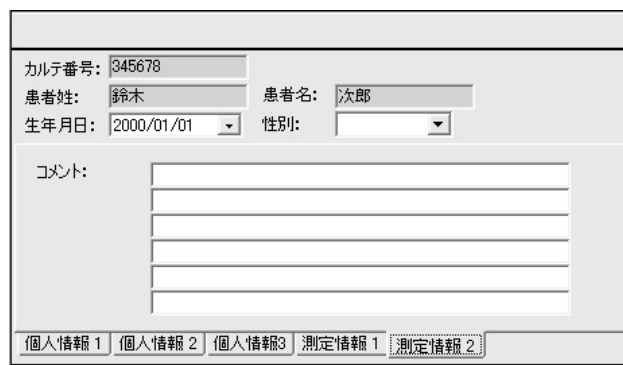 カルテ番号: 345678
患者姓: 鈴木 患者名: 次郎
生年月日: 2000/01/01 性別:
コメント:
個人情報 1 個人情報 2 個人情報3 測定情報 1 測定情報 2